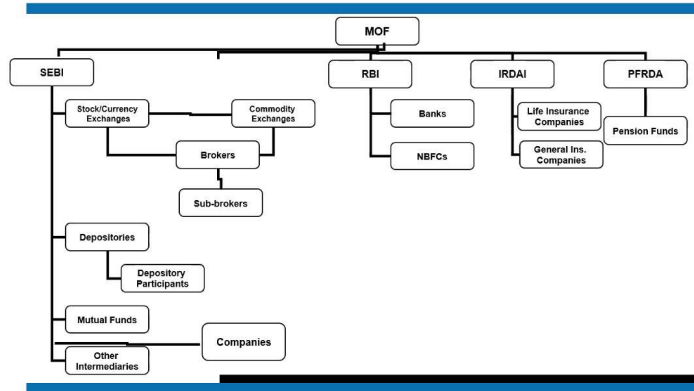 MOF
SEBI
RBI
IRDAI
PFRDA
Stock/Currency
Exchanges
Commodity
Exchanges
Banks
Life Insurance
Companies
Pension Funds
Brokers
NBFCs
General Ins.
Companies
Sub-brokers
Depositories
Depository
Participants
Mutual Funds
Companies
Other
Intermediaries